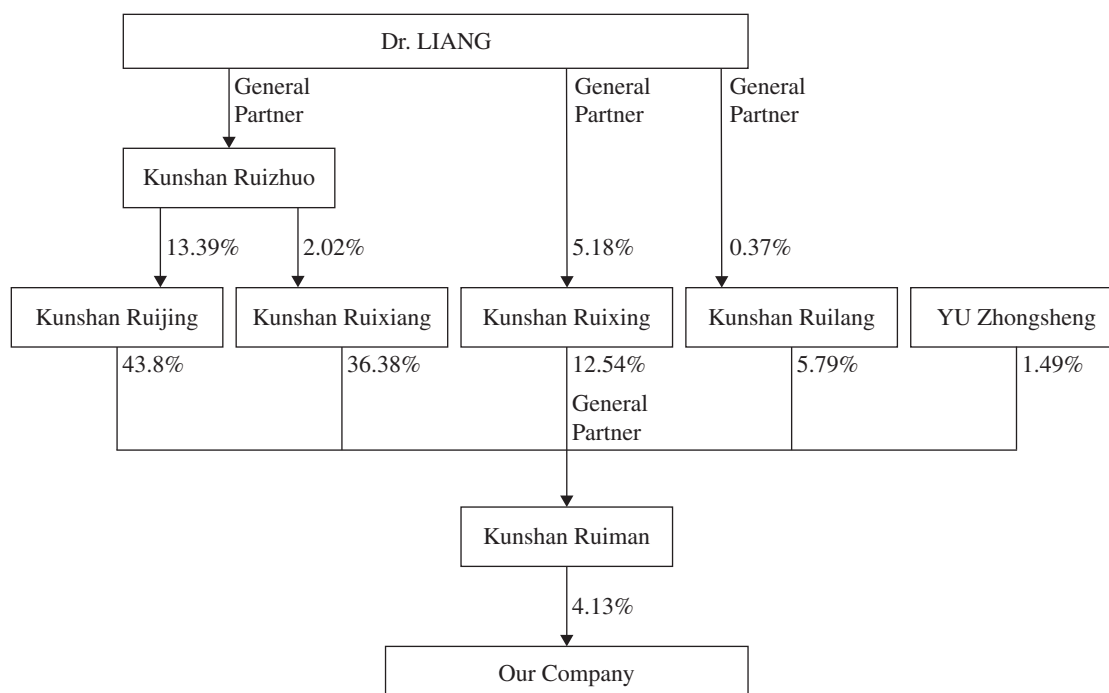 Dr. LIANG
General
Partner
General
Partner
General
Partner
Kunshan Ruizhuo
13.39%
2.02%
5.18%
0.37%
Kunshan Ruijing
Kunshan Ruixiang
Kunshan Ruixing
Kunshan Ruilang
YU Zhongsheng
43.8%
36.38%
12.54%
5.79%
1.49%
General
Partner
Kunshan Ruiman
4.13%
Our Company